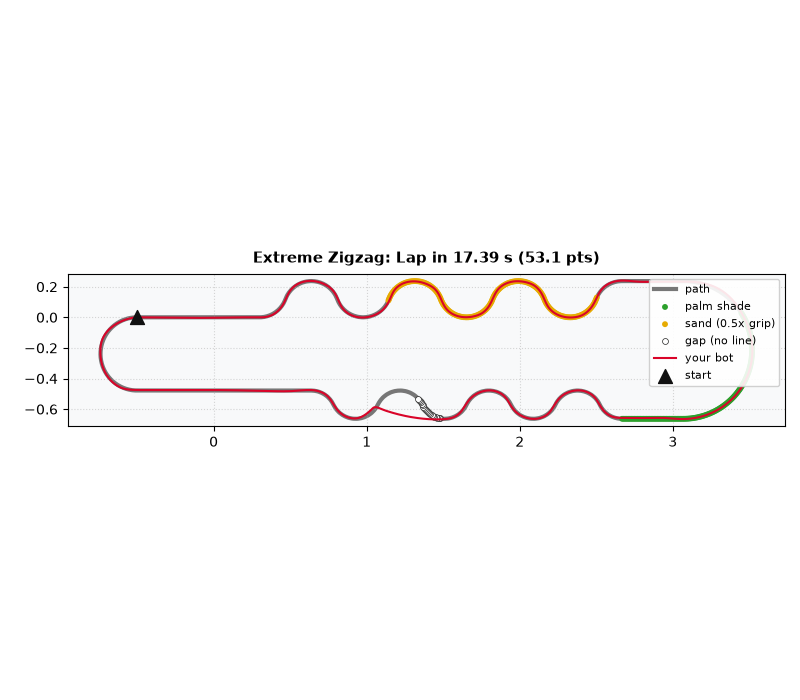 Extreme Zigzag: Lap in 17.39 s (53.1 pts)
0.2
0.0
−0.2
−0.4
−0.6
0
1
2
3
path
palm shade
sand (0.5x grip)
gap (no line)
your bot
start